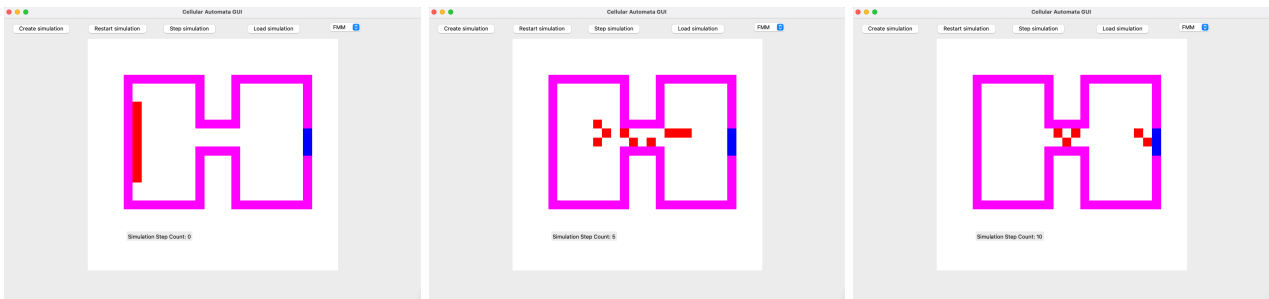 Cellular Automata GUI
Create simulation Restart simulation Step simulation Load simulation FMM
Simulation Step Count: 0
Cellular Automata GUI
Create simulation Restart simulation Step simulation Load simulation FMM
Simulation Step Count: 5
Cellular Automata GUI
Create simulation Restart simulation Step simulation Load simulation FMM
Simulation Step Count: 10